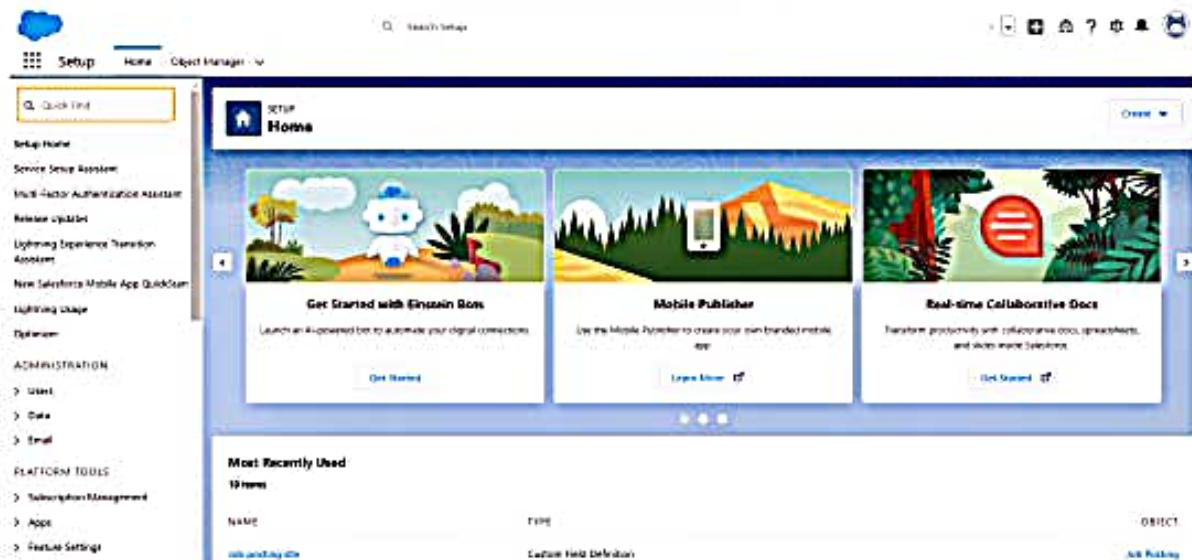 Search Setup
Setup
Home
Object Manager
Quick Find
Setup Home
Service Setup Assistant
Multi-Factor Authentication Assistant
Release Updates
Lightning Experience Transition
Assistant
New Salesforce Mobile App QuickStart
Lightning Usage
Optimizer
ADMINISTRATION
Users
Data
Email
PLATFORM TOOLS
Subscription Management
Apps
Feature Settings
SETUP
Home
Create
Get Started with Einstein Bots
Launch an AI-powered bot to automate your digital connections.
Get Started
Mobile Publisher
Use the Mobile Publisher to create your own branded mobile
app
Learn More
Real-time Collaborative Docs
Transform productivity with collaborative docs, spreadsheets,
and slides inside Salesforce.
Get Started
Most Recently Used
10 items
NAME
TYPE
OBJECT
Job posting site
Custom Field Definition
Job Posting